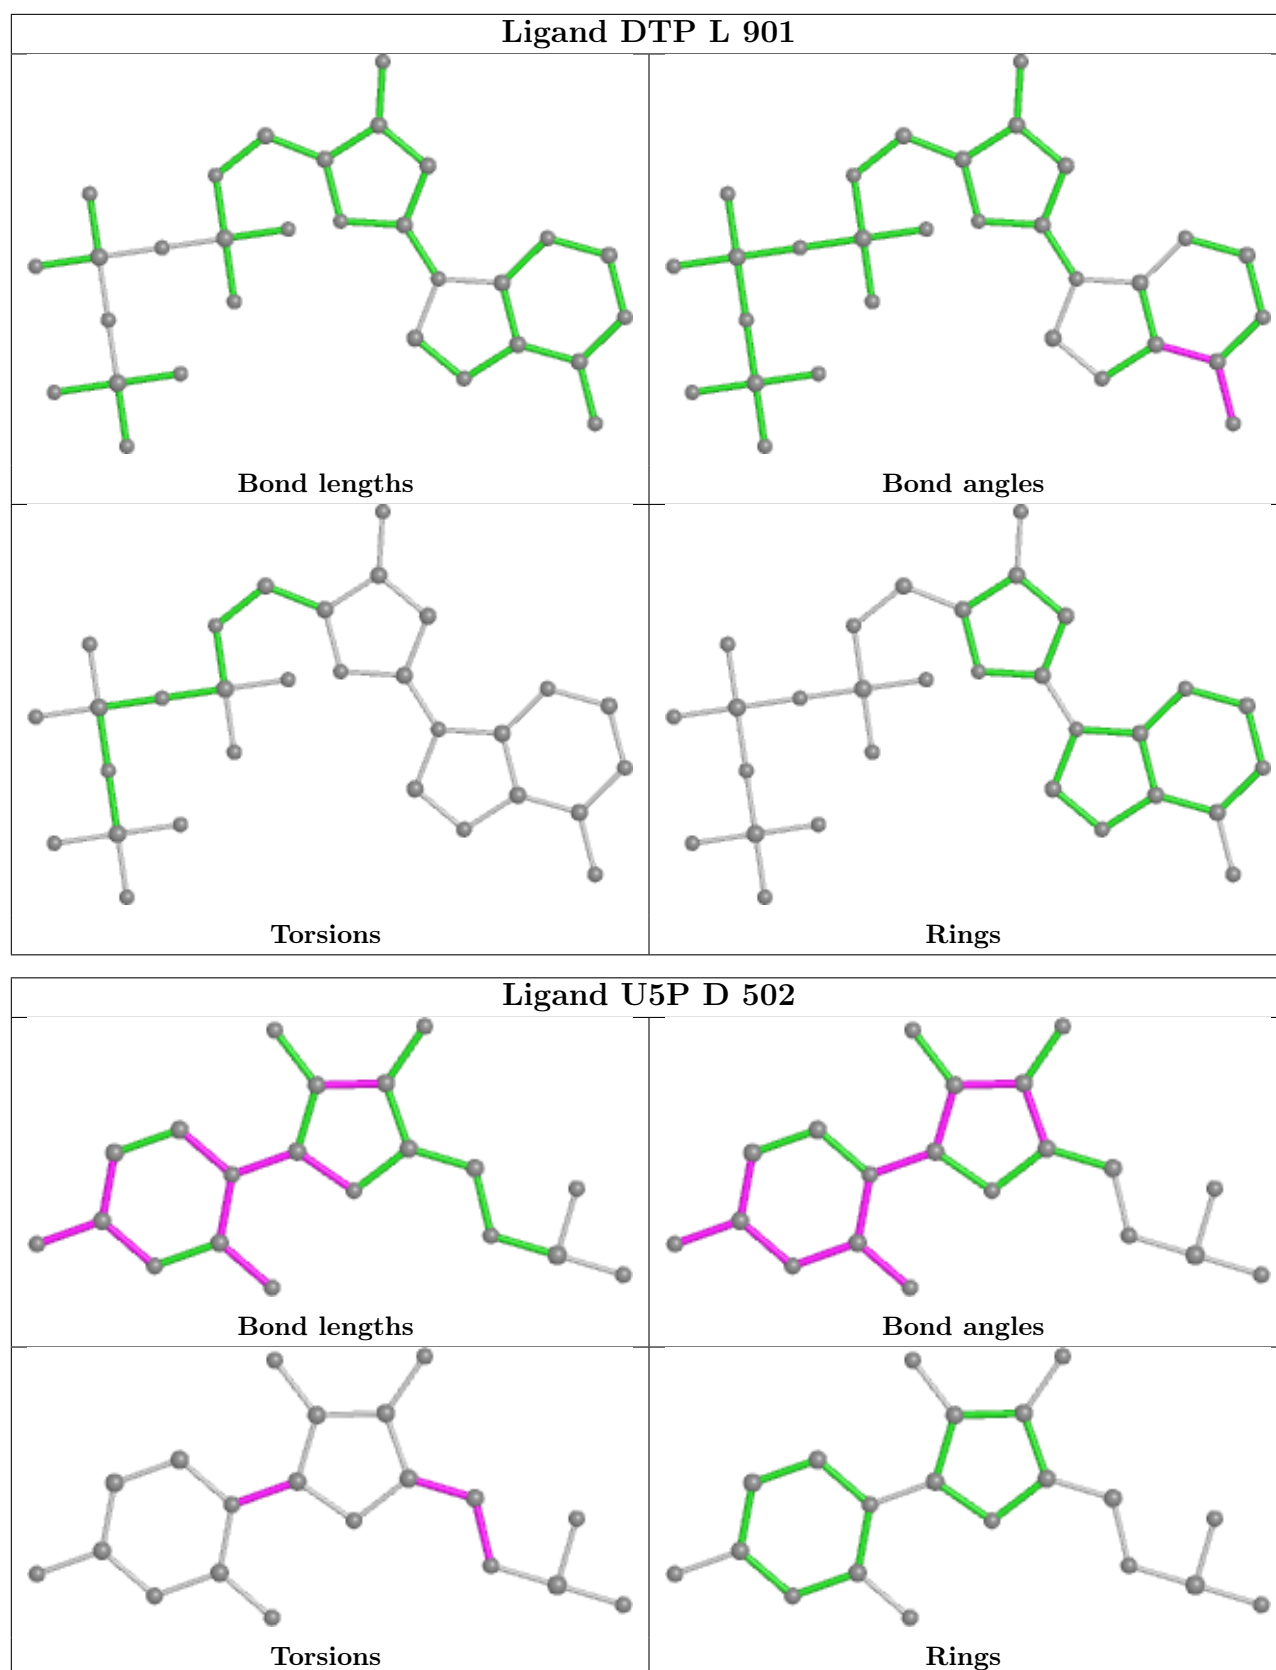 Ligand DTP L 901
Bond lengths
Bond angles
Torsions
Rings
Ligand U5P D 502
Bond lengths
Bond angles
Torsions
Rings